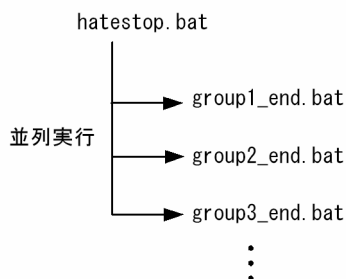 hatestop.bat
group1_end.bat
並列実行
group2_end.bat
group3_end.bat